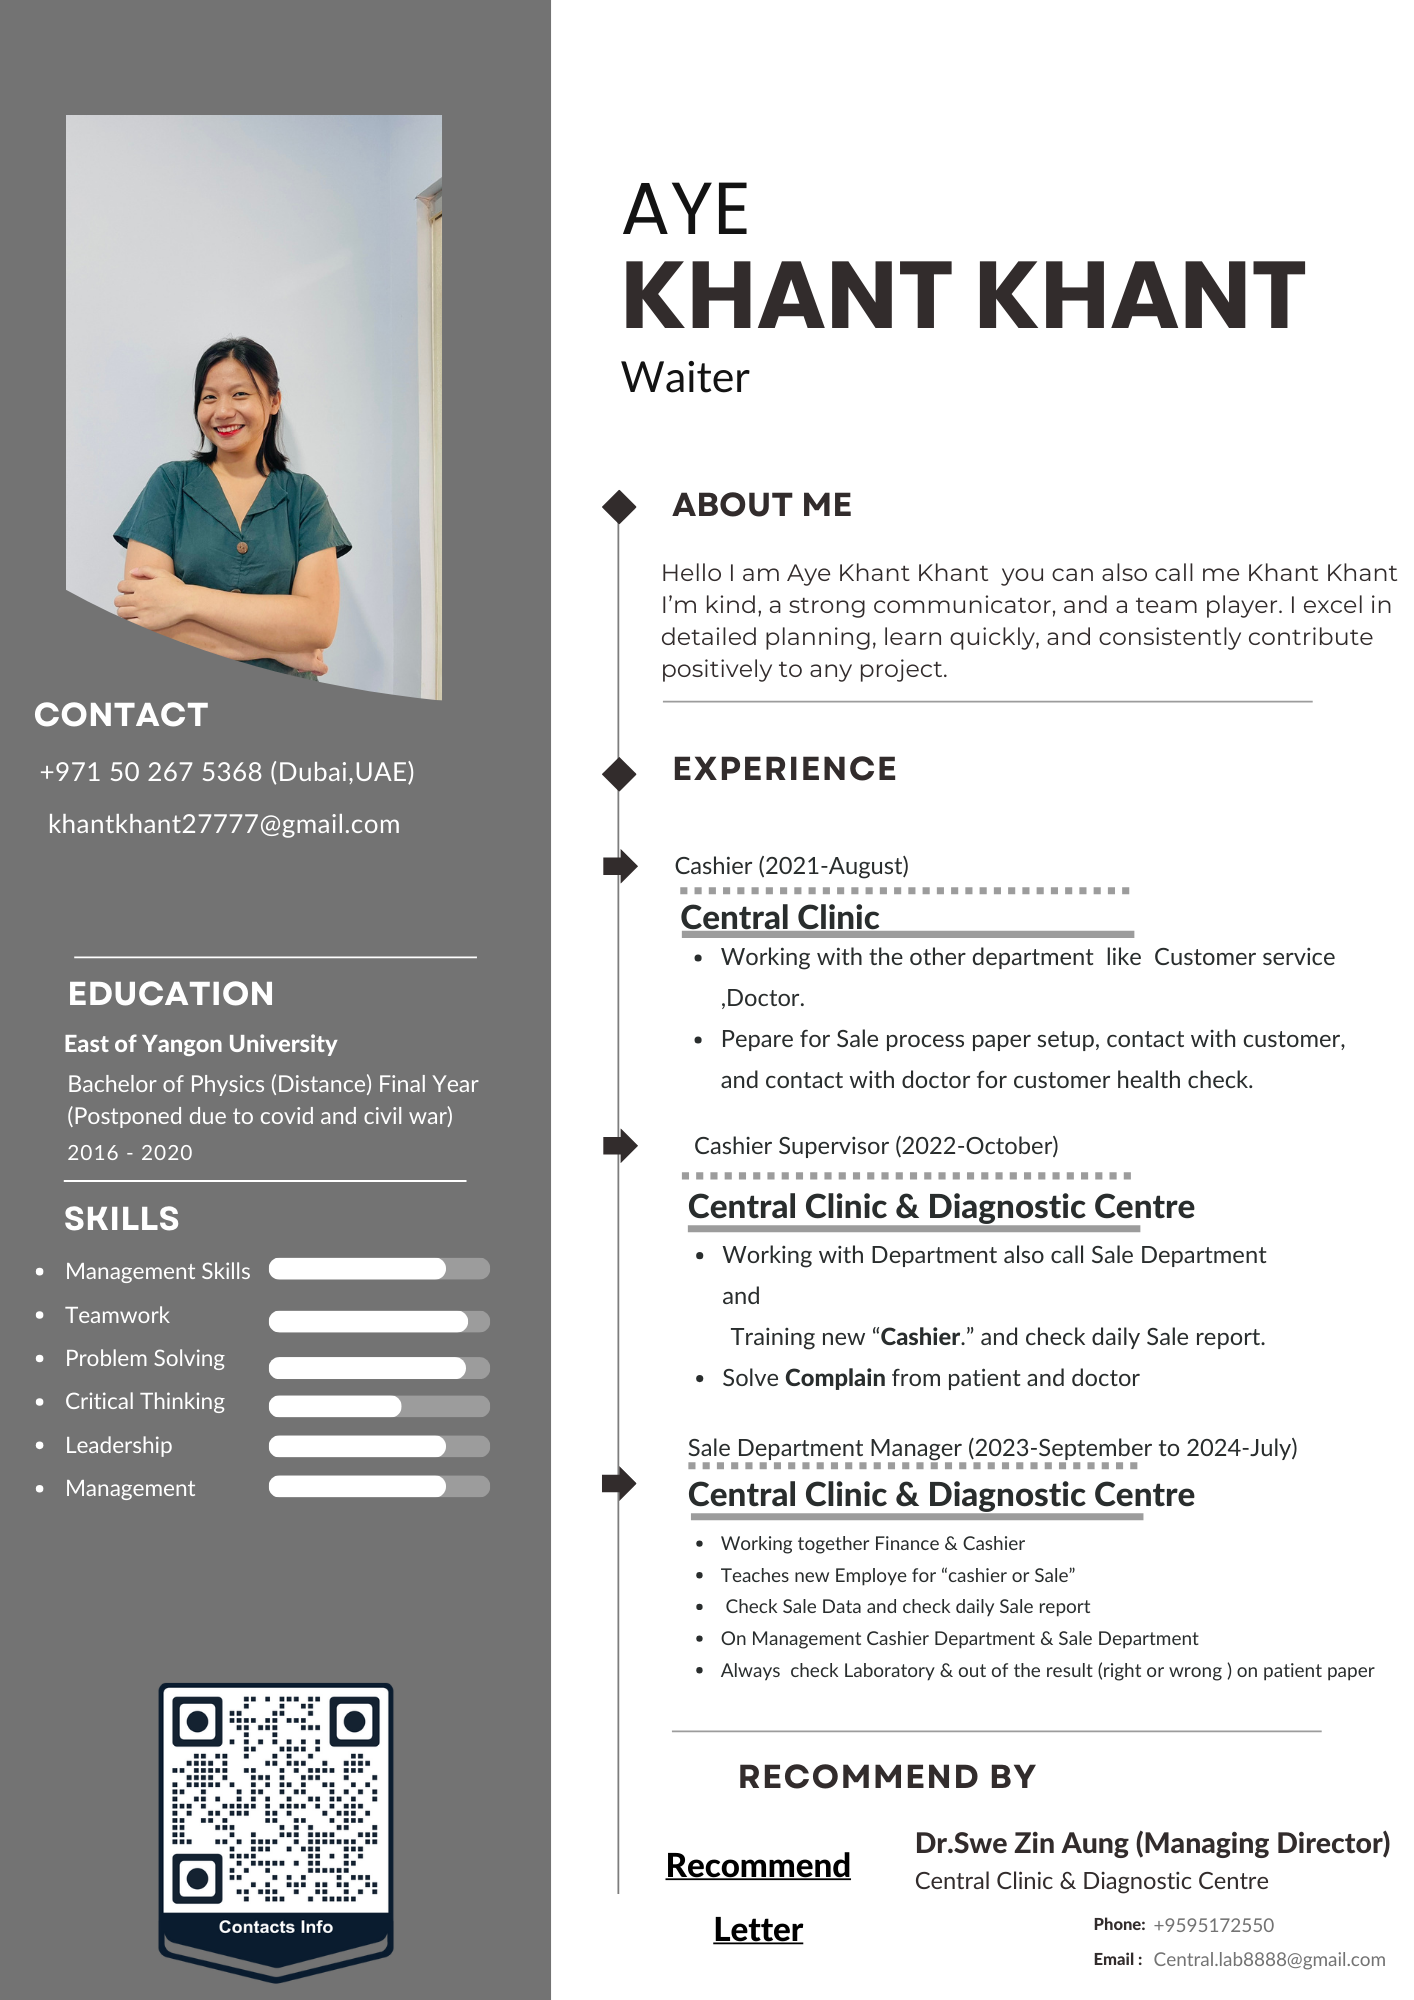 AYE
KHANT KHANT
Waiter
CONTACT
+971 50 267 5368 (Dubai,UAE)
khantkhant27777@gmail.com
EDUCATION
East of Yangon University
Bachelor of Physics (Distance) Final Year
(Postponed due to covid and civil war)
2016 - 2020
SKILLS
Management Skills
Teamwork
Problem Solving
Critical Thinking
Leadership
Management
Contacts Info
ABOUT ME
Hello I am Aye Khant Khant  you can also call me Khant Khant
I’m kind, a strong communicator, and a team player. I excel in
detailed planning, learn quickly, and consistently contribute
positively to any project.
EXPERIENCE
Cashier (2021-August)
Central Clinic
• Working with the other department  like  Customer service
,Doctor.
• Pepare for Sale process paper setup, contact with customer,
and contact with doctor for customer health check.
Cashier Supervisor (2022-October)
Central Clinic & Diagnostic Centre
• Working with Department also call Sale Department
and
Training new “Cashier.” and check daily Sale report.
• Solve Complain from patient and doctor
Sale Department Manager (2023-September to 2024-July)
Central Clinic & Diagnostic Centre
• Working together Finance & Cashier
• Teaches new Employe for “cashier or Sale”
• Check Sale Data and check daily Sale report
• On Management Cashier Department & Sale Department
• Always  check Laboratory & out of the result (right or wrong ) on patient paper
RECOMMEND BY
Recommend
Letter
Dr.Swe Zin Aung (Managing Director)
Central Clinic & Diagnostic Centre
Phone: +9595172550
Email : Central.lab8888@gmail.com